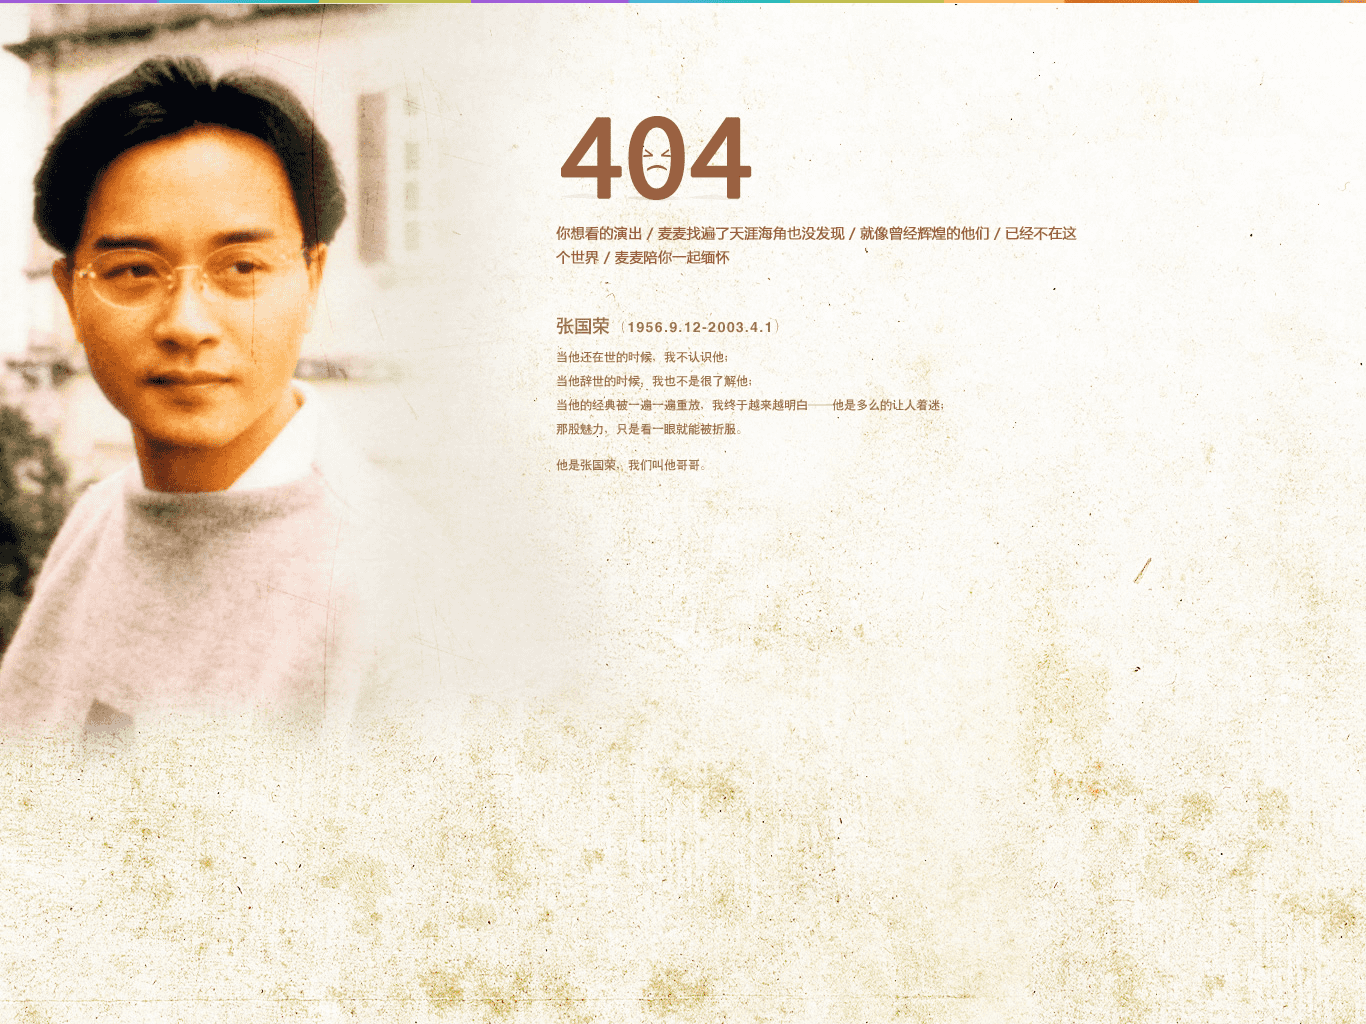 404
你想看的演出 / 麦麦找遍了天涯海角也没发现 / 就像曾经辉煌的他们 / 已经不在这
个世界 / 麦麦陪你一起缅怀
张国荣（1956.9.12-2003.4.1）
当他还在世的时候，我不认识他；
当他辞世的时候，我也不是很了解他；
当他的经典被一遍一遍重放，我终于越来越明白——他是多么的让人着迷；
那股魅力，只是看一眼就能被折服。
他是张国荣，我们叫他哥哥。